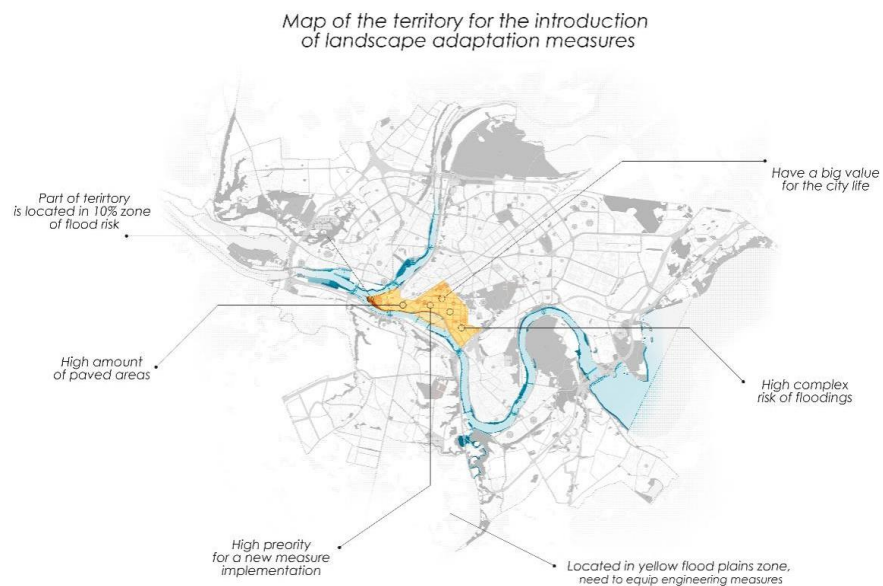 Map of the territory for the introduction
of landscape adaptation measures
Have a big value
for the city life
Part of terirtory
is located in 10% zone
of flood risk
High amount
of paved areas
High complex
risk of floodings
High preority
for a new measure
implementation
Located in yellow flood plains zone,
need to equip engineering measures